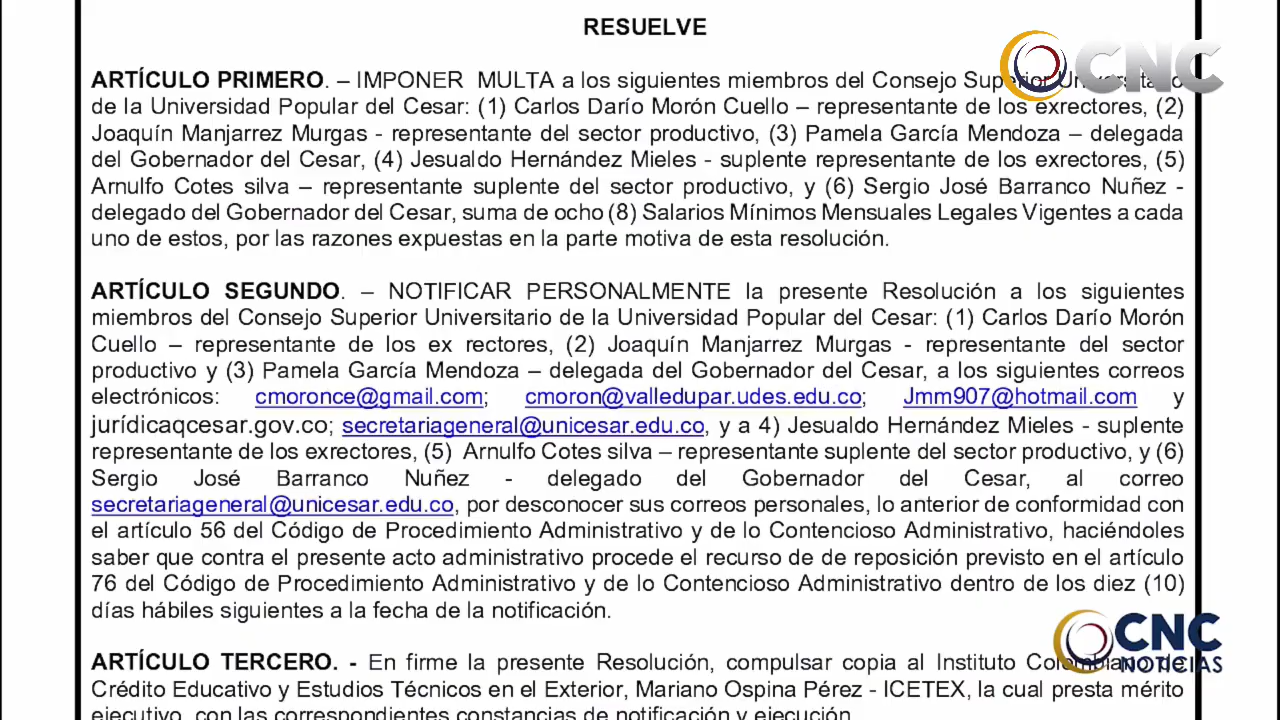 RESUELVE
CNC
ARTÍCULO PRIMERO. – IMPONER MULTA a los siguientes miembros del Consejo Superior Universitario
de la Universidad Popular del Cesar: (1) Carlos Darío Morón Cuello – representante de los exrectores, (2)
Joaquín Manjarrez Murgas - representante del sector productivo, (3) Pamela García Mendoza – delegada
del Gobernador del Cesar, (4) Jesualdo Hernández Mieles - suplente representante de los exrectores, (5)
Arnulfo Cotes silva – representante suplente del sector productivo, y (6) Sergio José Barranco Nuñez -
delegado del Gobernador del Cesar, suma de ocho (8) Salarios Mínimos Mensuales Legales Vigentes a cada
uno de estos, por las razones expuestas en la parte motiva de esta resolución.
ARTÍCULO SEGUNDO. – NOTIFICAR PERSONALMENTE la presente Resolución a los siguientes
miembros del Consejo Superior Universitario de la Universidad Popular del Cesar: (1) Carlos Darío Morón
Cuello – representante de los ex rectores, (2) Joaquín Manjarrez Murgas - representante del sector
productivo y (3) Pamela García Mendoza – delegada del Gobernador del Cesar, a los siguientes correos
electrónicos: cmoronce@gmail.com; cmoron@valledupar.udes.edu.co; Jmm907@hotmail.com y
jurídicaqcesar.gov.co; secretariageneral@unicesar.edu.co, y a 4) Jesualdo Hernández Mieles - suplente
representante de los exrectores, (5) Arnulfo Cotes silva – representante suplente del sector productivo, y (6)
Sergio José Barranco Nuñez - delegado del Gobernador del Cesar, al correo
secretariageneral@unicesar.edu.co, por desconocer sus correos personales, lo anterior de conformidad con
el artículo 56 del Código de Procedimiento Administrativo y de lo Contencioso Administrativo, haciéndoles
saber que contra el presente acto administrativo procede el recurso de de reposición previsto en el artículo
76 del Código de Procedimiento Administrativo y de lo Contencioso Administrativo dentro de los diez (10)
días hábiles siguientes a la fecha de la notificación.
CNC
NOTICIAS
ARTÍCULO TERCERO. - En firme la presente Resolución, compulsar copia al Instituto Colombiano de
Crédito Educativo y Estudios Técnicos en el Exterior, Mariano Ospina Pérez - ICETEX, la cual presta mérito
ejecutivo, con las correspondientes constancias de notificación y ejecución.